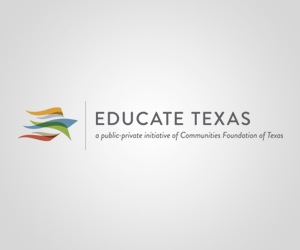 EDUCATE TEXAS
a public-private initiative of Communities Foundation of Texas